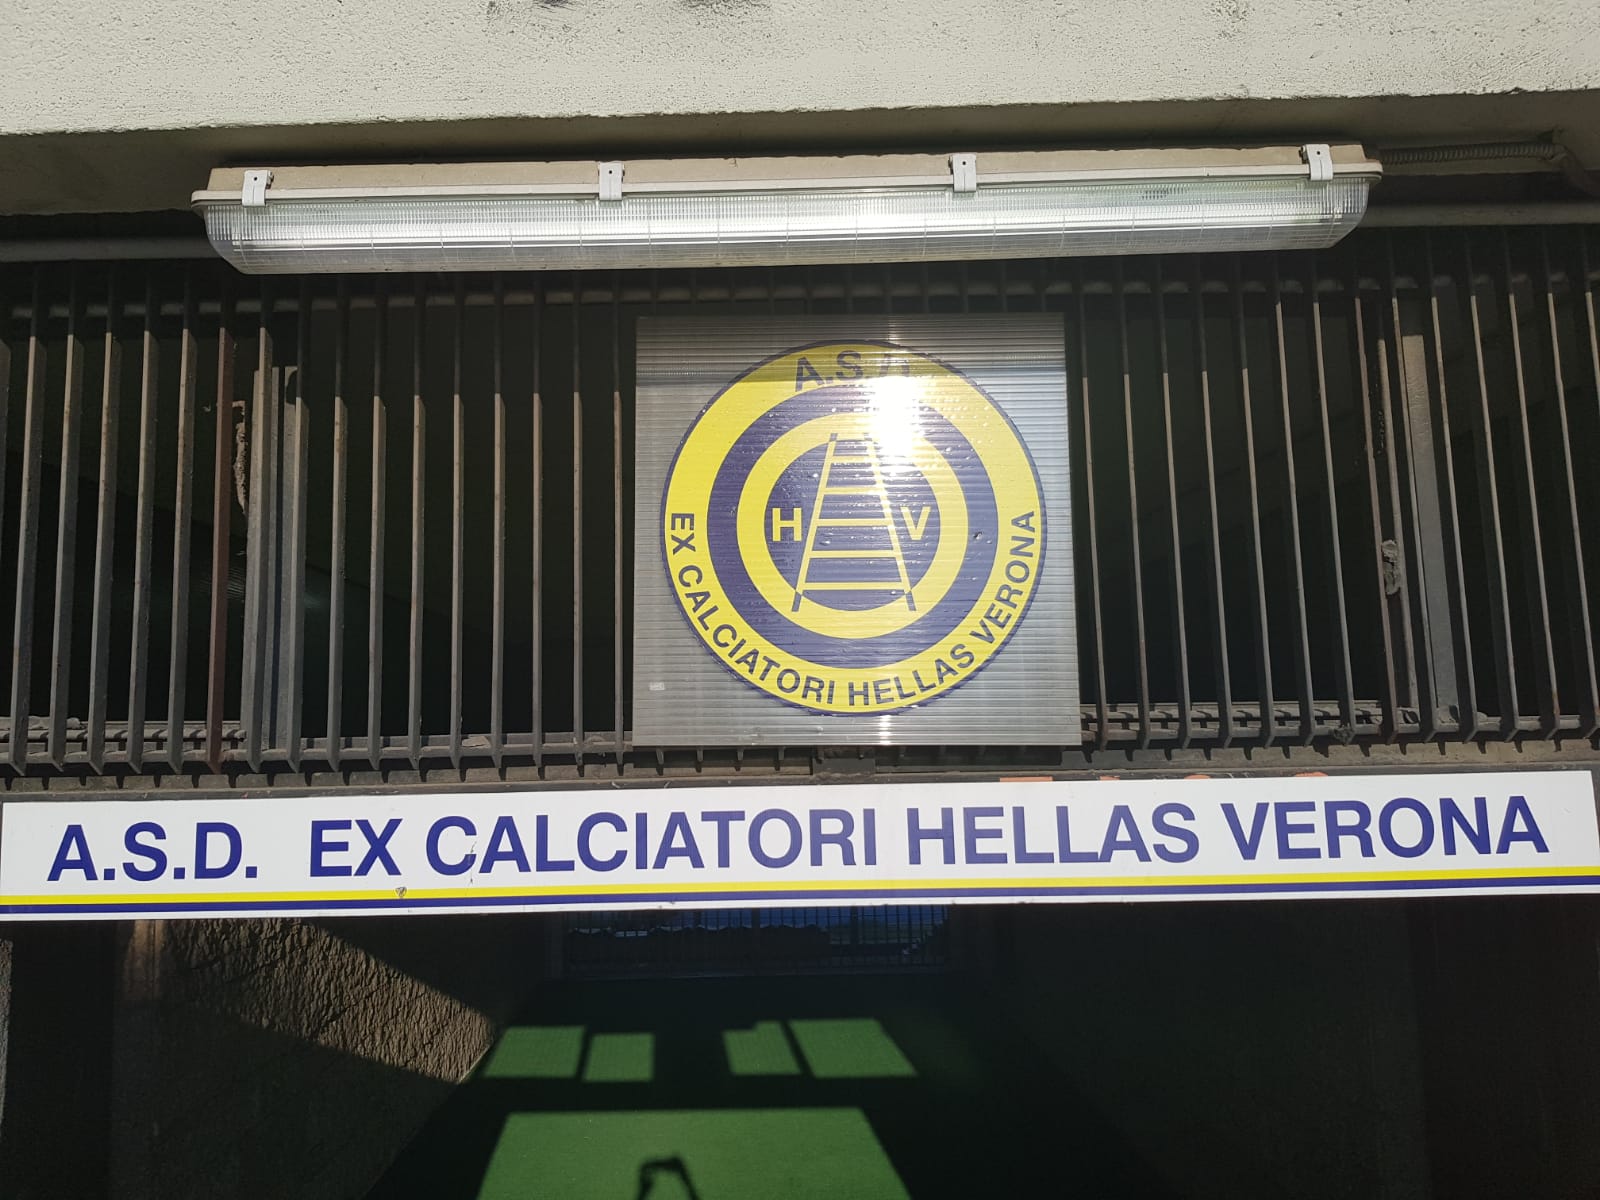 A.S.D.
H V
EX CALCIATORI HELLAS VERONA
A.S.D. EX CALCIATORI HELLAS VERONA